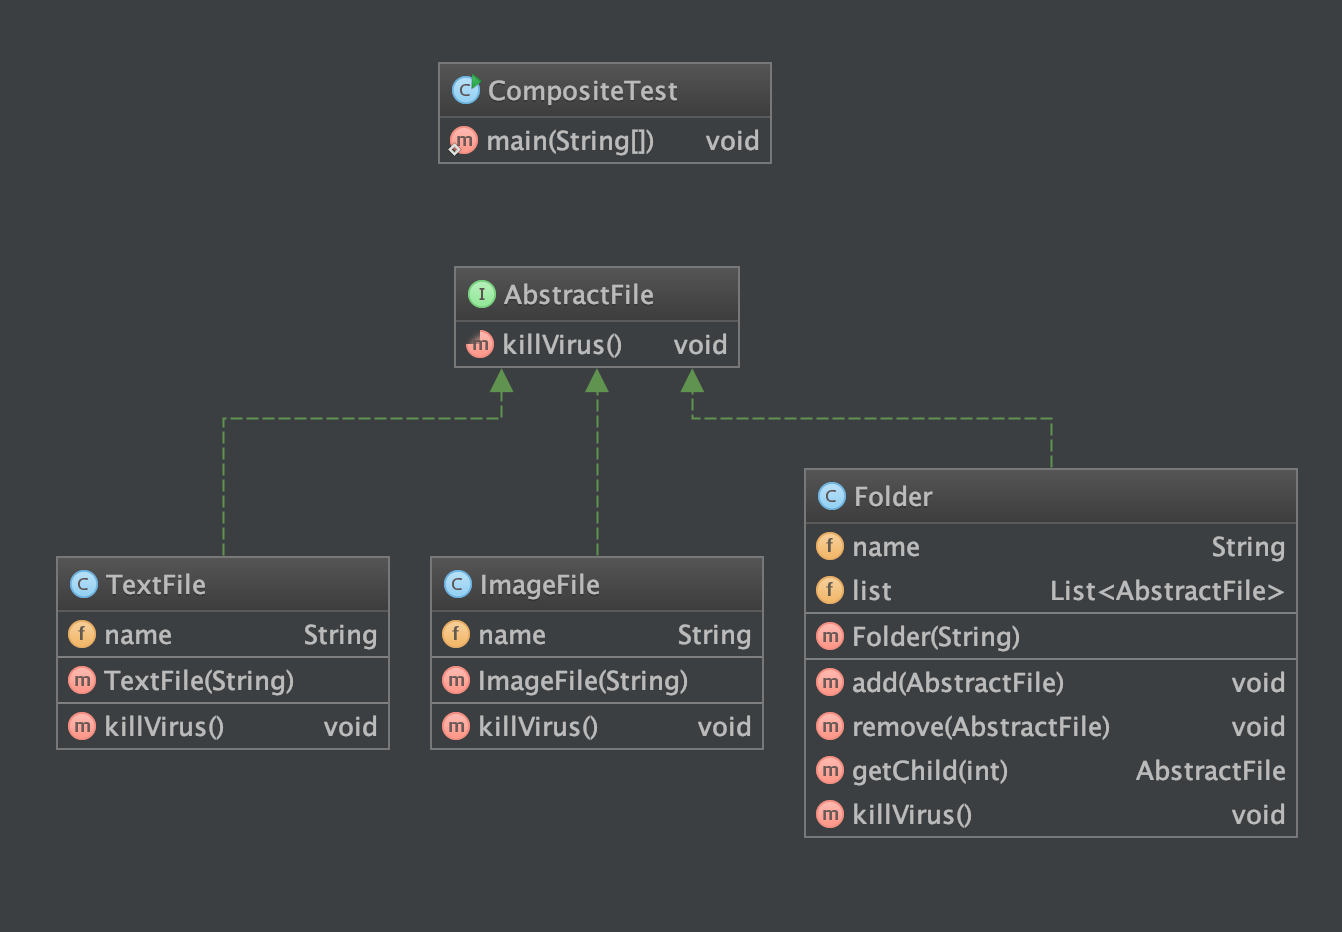 C CompositeTest
m main(String[]) void
I AbstractFile
m killVirus() void
C TextFile
f name String
m TextFile(String)
m killVirus() void
C ImageFile
f name String
m ImageFile(String)
m killVirus() void
C Folder
f name String
f list List<AbstractFile>
m Folder(String)
m add(AbstractFile) void
m remove(AbstractFile) void
m getChild(int) AbstractFile
m killVirus() void